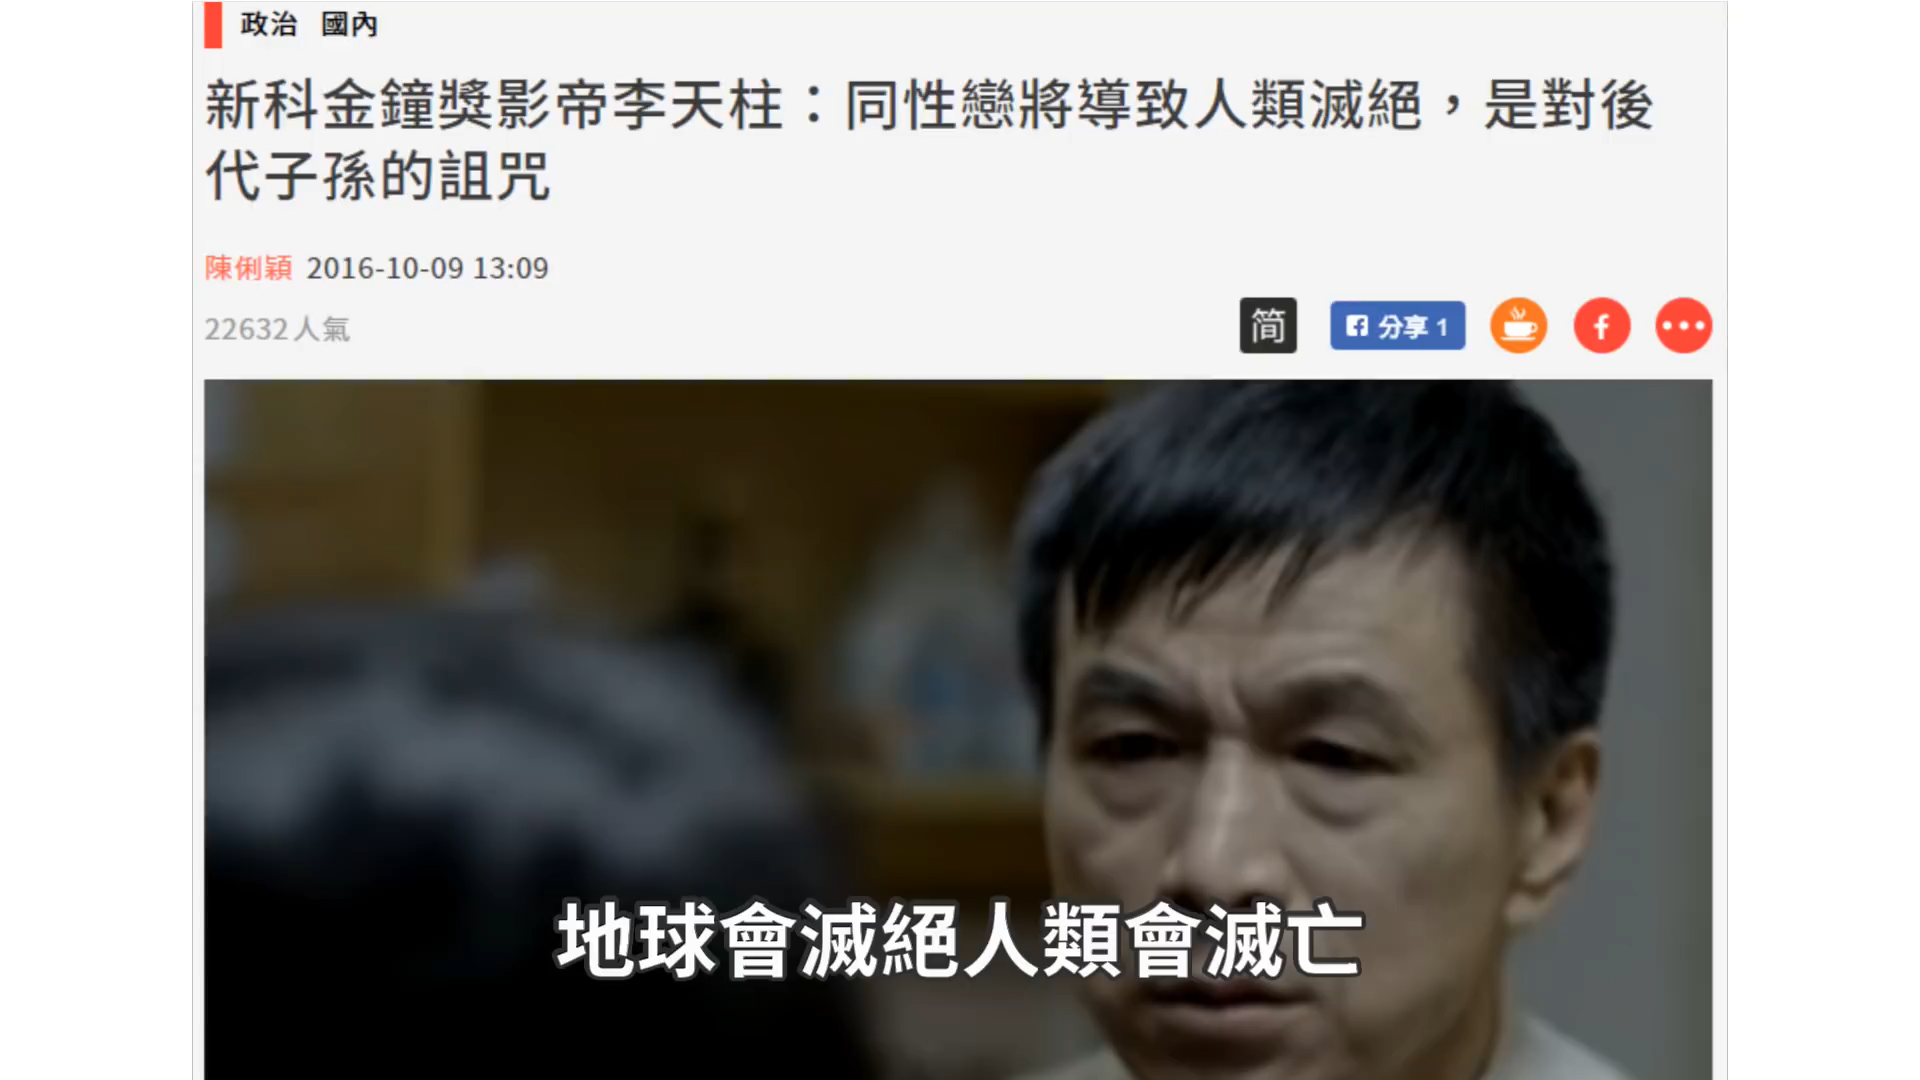 政治 國內
新科金鐘獎影帝李天柱：同性戀將導致人類滅絕，是對後
代子孫的詛咒
陳俐穎 2016-10-09 13:09
22632人氣
简
分享 1
地球會滅絕人類會滅亡